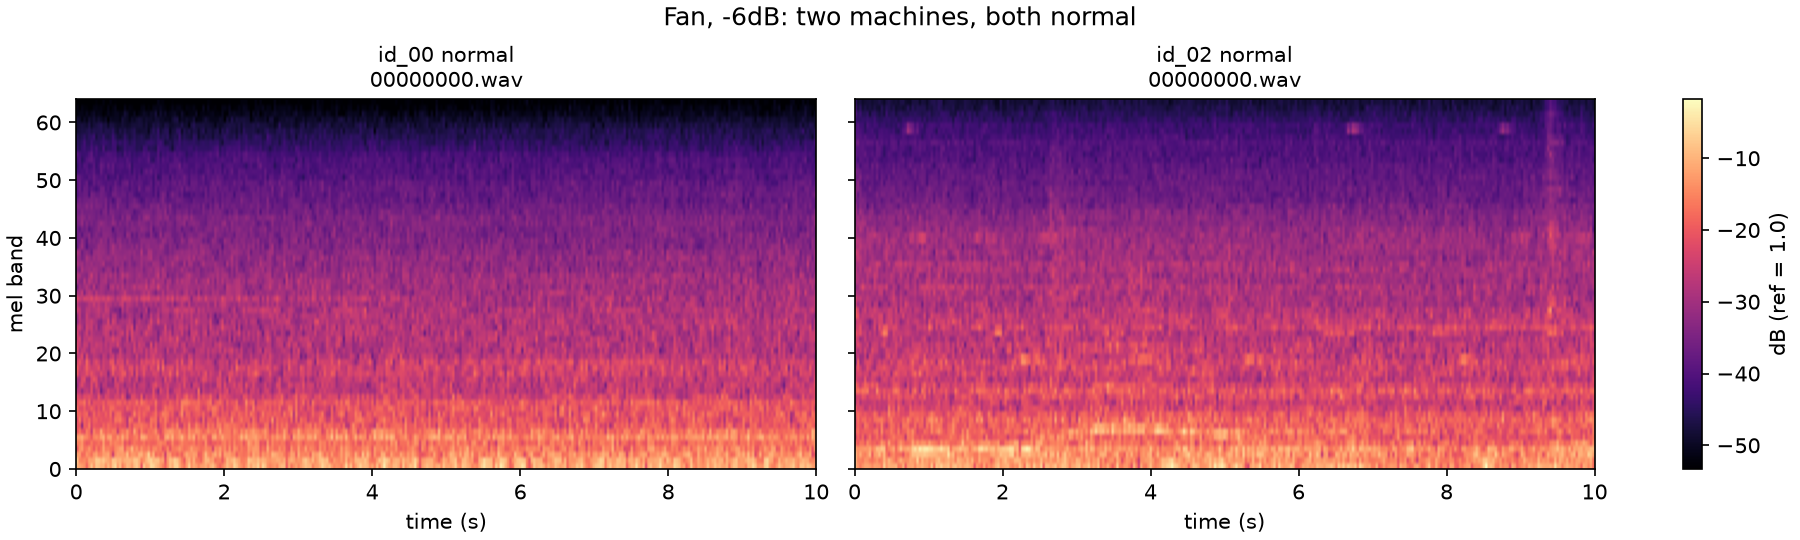 Fan, -6dB: two machines, both normal
id_00 normal
00000000.wav
id_02 normal
00000000.wav
mel band
60
50
40
30
20
10
0
0 2 4 6 8 10
time (s)
0 2 4 6 8 10
time (s)
−10
−20
−30
−40
−50
dB (ref = 1.0)